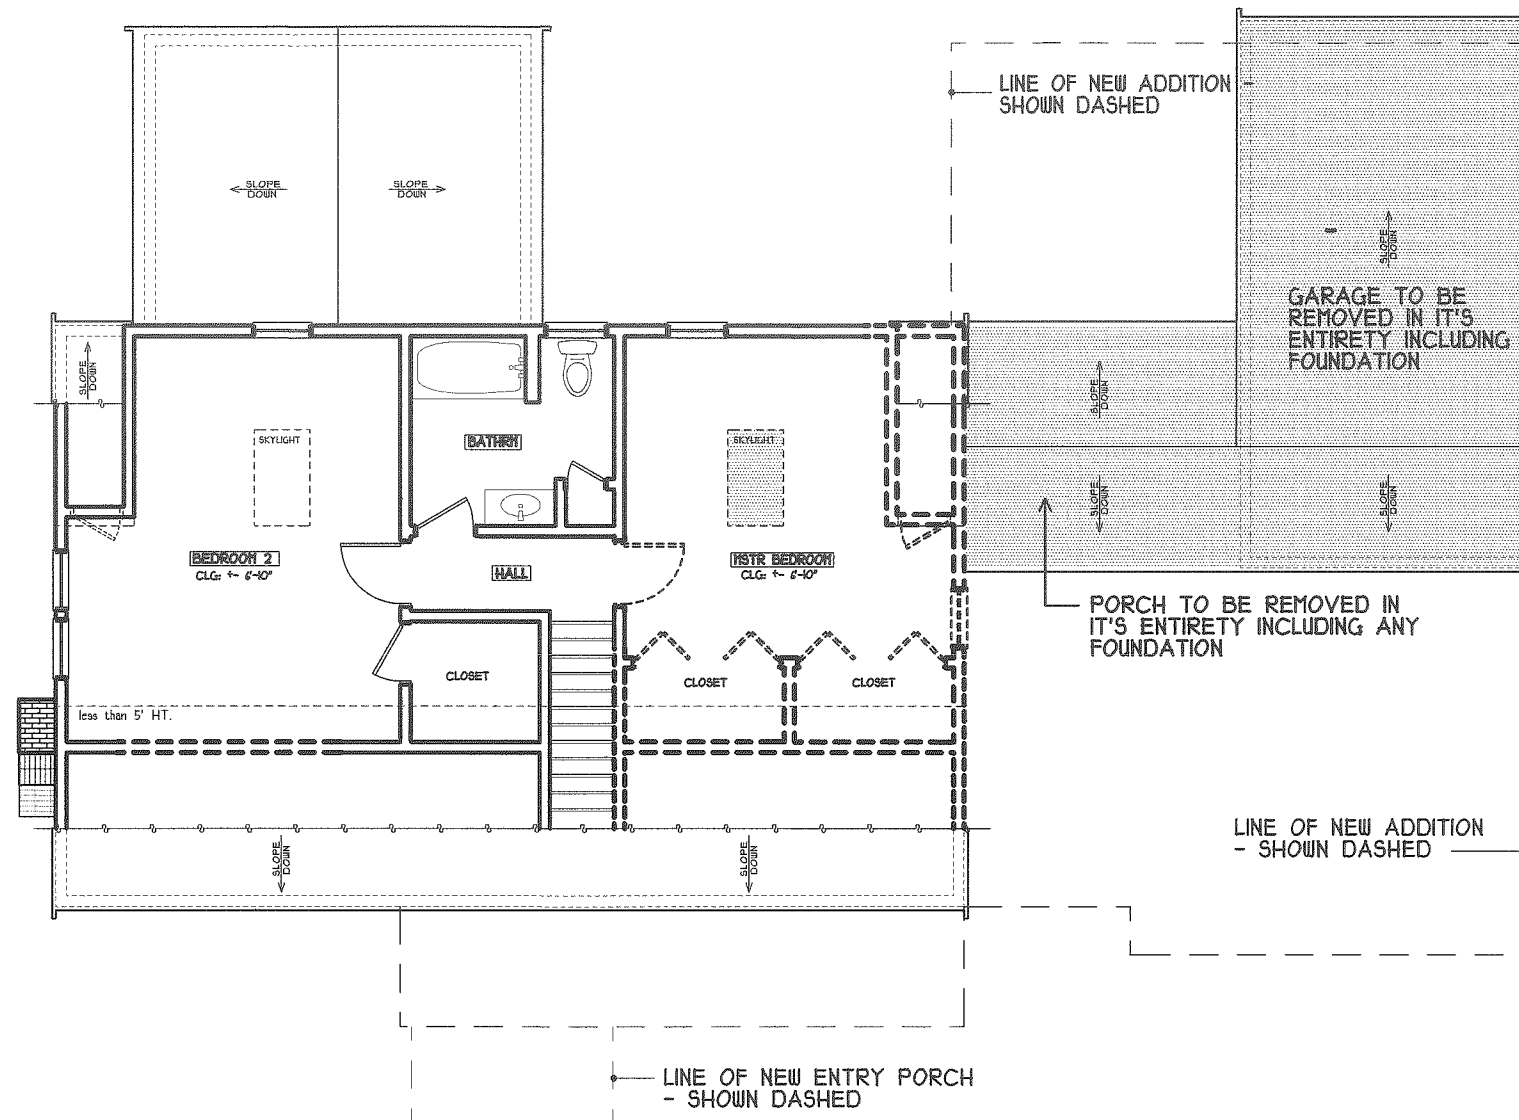 LINE OF NEW ADDITION
SHOWN DASHED
SLOPE
DOWN
SLOPE
DOWN
SLOPE
DOWN
GARAGE TO BE
REMOVED IN IT'S
ENTIRETY INCLUDING
FOUNDATION
SLOPE
DOWN
SLOPE
DOWN
SKYLIGHT
BATHRM
SKYLIGHT
SLOPE
DOWN
SLOPE
DOWN
BEDROOM 2
CLG: +- 6'-10"
HALL
MSTR BEDROOM
CLG: +- 6'-10"
PORCH TO BE REMOVED IN
IT'S ENTIRETY INCLUDING ANY
FOUNDATION
CLOSET
CLOSET
CLOSET
less than 5' HT.
LINE OF NEW ADDITION
- SHOWN DASHED
SLOPE
DOWN
SLOPE
DOWN
LINE OF NEW ENTRY PORCH
- SHOWN DASHED